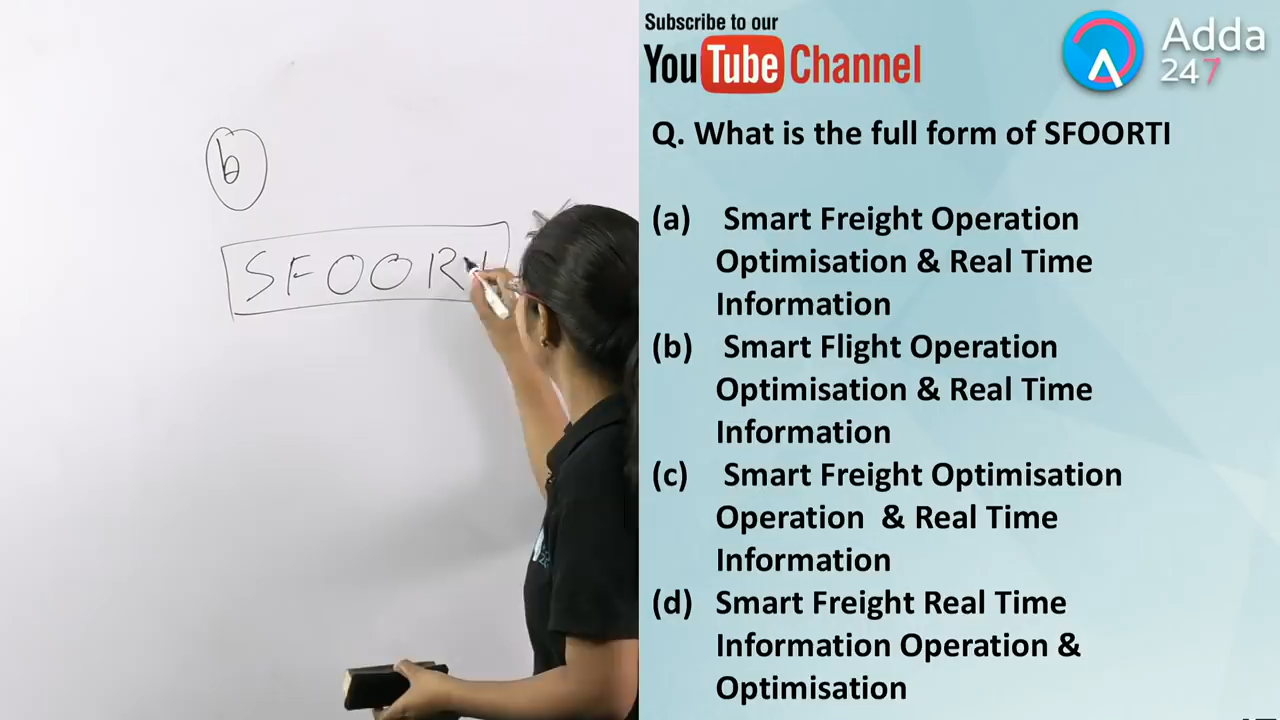 b
SFOOR
Subscribe to our
YouTube Channel
Adda
247
Q. What is the full form of SFOORTI
(a) Smart Freight Operation
Optimisation & Real Time
Information
(b) Smart Flight Operation
Optimisation & Real Time
Information
(c) Smart Freight Optimisation
Operation & Real Time
Information
(d) Smart Freight Real Time
Information Operation &
Optimisation